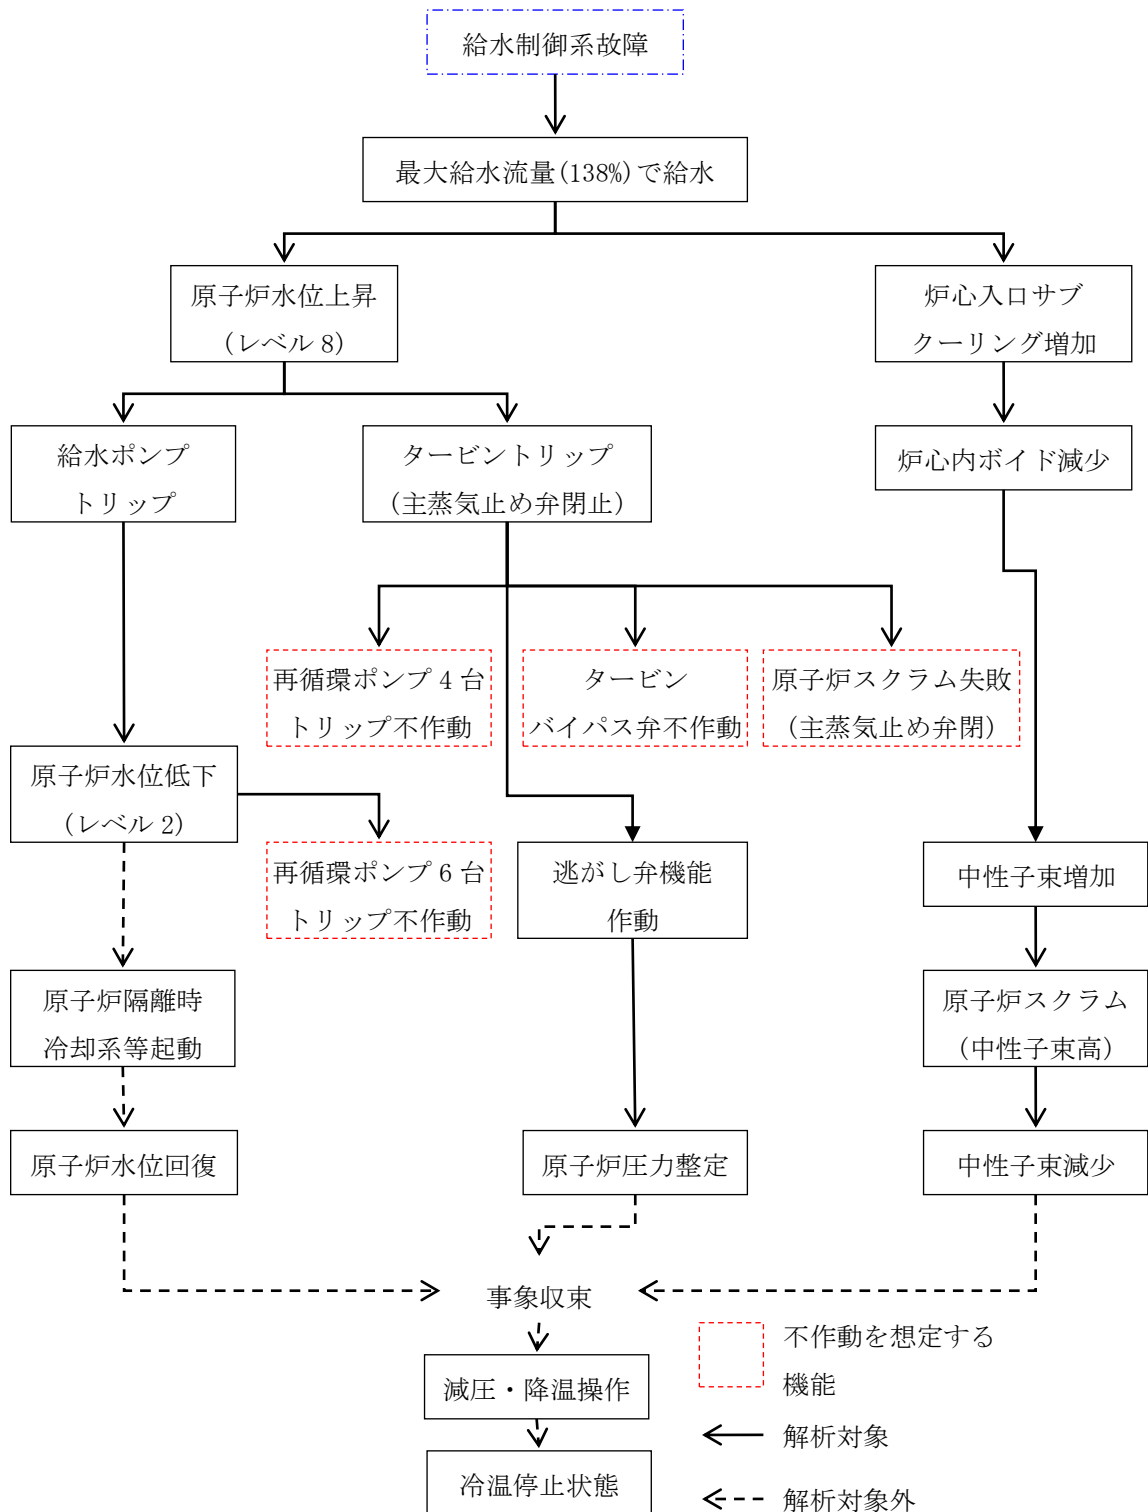 給水制御系故障
最大給水流量(138%)で給水
原子炉水位上昇
(レベル 8)
炉心入口サブ
クーリング増加
給水ポンプ
トリップ
タービントリップ
(主蒸気止め弁閉止)
炉心内ボイド減少
再循環ポンプ 4 台
トリップ不作動
タービン
バイパス弁不作動
原子炉スクラム失敗
(主蒸気止め弁閉)
原子炉水位低下
(レベル 2)
再循環ポンプ 6 台
トリップ不作動
逃がし弁機能
作動
中性子束増加
原子炉隔離時
冷却系等起動
原子炉スクラム
(中性子束高)
原子炉水位回復
原子炉圧力整定
中性子束減少
事象収束
不作動を想定する
機能
減圧・降温操作
解析対象
冷温停止状態
解析対象外